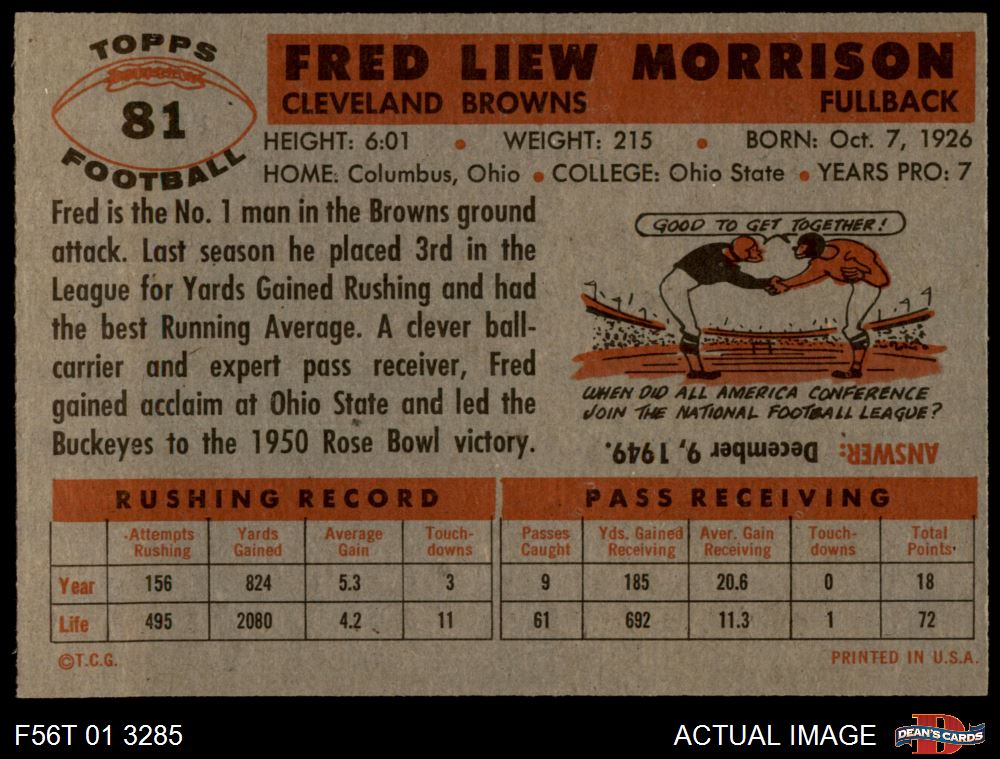 TOPPS
81
FOOTBALL
FRED LIEW MORRISON
CLEVELAND BROWNS FULLBACK
HEIGHT: 6:01 • WEIGHT: 215 • BORN: Oct. 7, 1926
HOME: Columbus, Ohio • COLLEGE: Ohio State • YEARS PRO: 7
Fred is the No. 1 man in the Browns ground
attack. Last season he placed 3rd in the
League for Yards Gained Rushing and had
the best Running Average. A clever ball-
carrier and expert pass receiver, Fred
gained acclaim at Ohio State and led the
Buckeyes to the 1950 Rose Bowl victory.
GOOD TO GET TOGETHER!
WHEN DID ALL AMERICA CONFERENCE
JOIN THE NATIONAL FOOTBALL LEAGUE?
ANSWER: December 9, 1949.
RUSHING RECORD
Attempts Rushing Yards Gained Average Gain Touch-downs
Year 156 824 5.3 3
Life 495 2080 4.2 11
PASS RECEIVING
Passes Caught Yds. Gained Receiving Aver. Gain Receiving Touch-downs Total Points
9 185 20.6 0 18
61 692 11.3 1 72
©T.C.G.
PRINTED IN U.S.A.
F56T 01 3285
ACTUAL IMAGE
D
DEAN'S CARDS